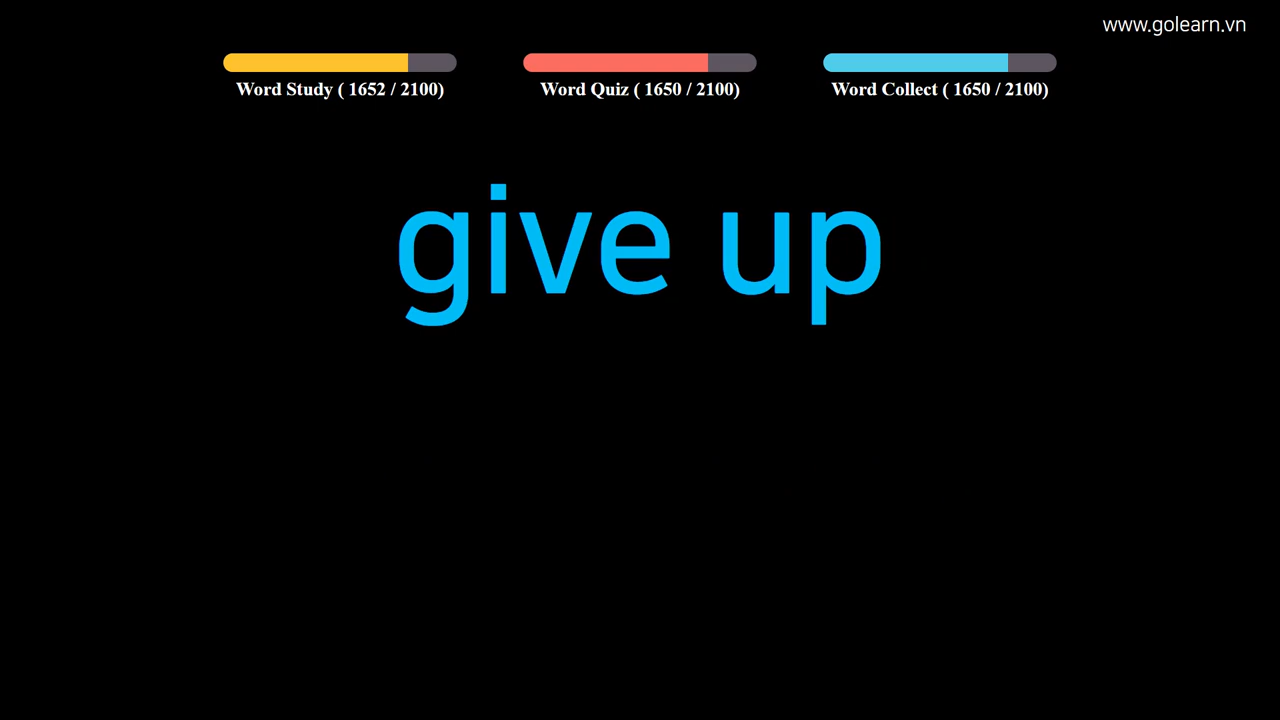 www.golearn.vn
Word Study ( 1652 / 2100)
Word Quiz ( 1650 / 2100)
Word Collect ( 1650 / 2100)
give up